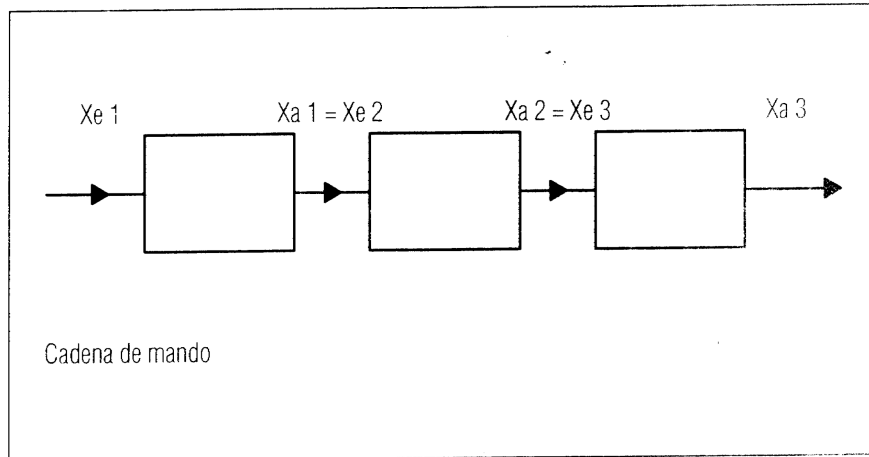 Xe 1
Xa 1 = Xe 2
Xa 2 = Xe 3
Xa 3
Cadena de mando